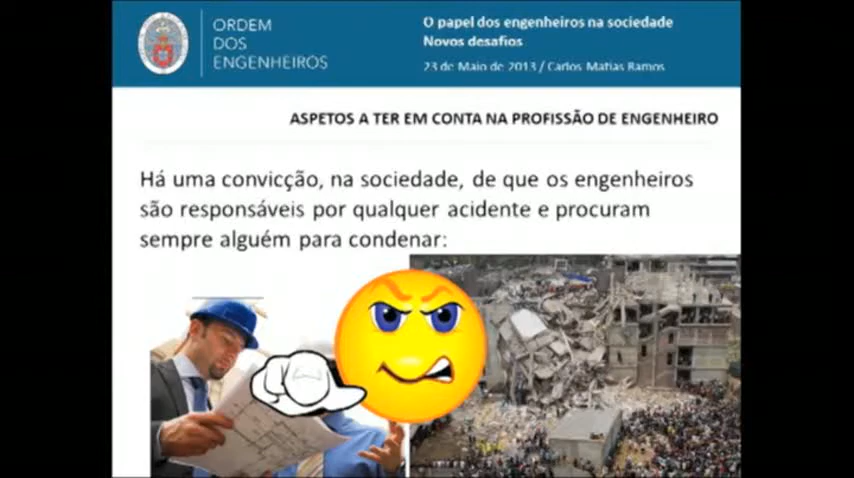 ORDEM
DOS
ENGENHEIROS
O papel dos engenheiros na sociedade
Novos desafios
23 de Maio de 2013 / Carlos Matias Ramos
ASPETOS A TER EM CONTA NA PROFISSÃO DE ENGENHEIRO
Há uma convicção, na sociedade, de que os engenheiros
são responsáveis por qualquer acidente e procuram
sempre alguém para condenar: